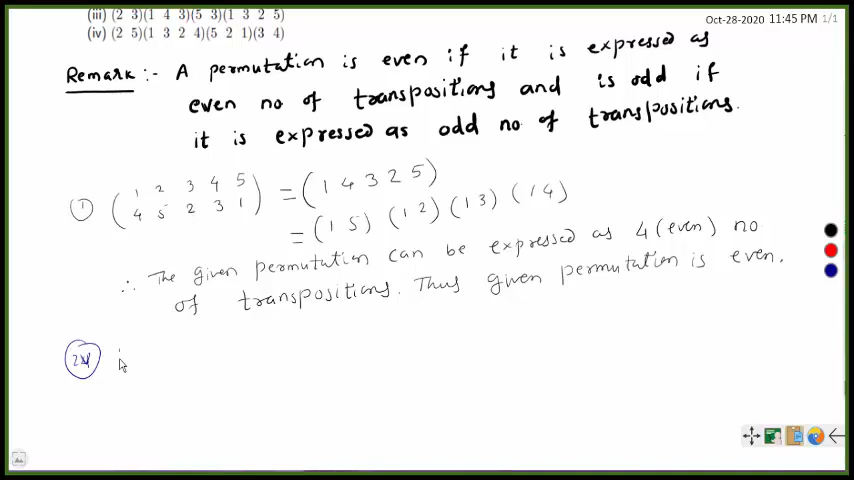 (iii) (2 3)(1 4 3)(5 3)(1 3 2 5)
Oct-28-2020 11:45 PM 1/1
(iv) (2 5)(1 3 2 4)(5 2 1)(3 4)
Remark :- A permutation is even if it is expressed as
even no of transpositions and is odd if
it is expressed as odd no of transpositions.
1 2 3 4 5
① ( 4 5 2 3 1 ) = (1 4 3 2 5)
= (1 5) (1 2) (1 3) (1 4)
∴ The given permutation can be expressed as 4 (even) no
of transpositions. Thus given permutation is even.